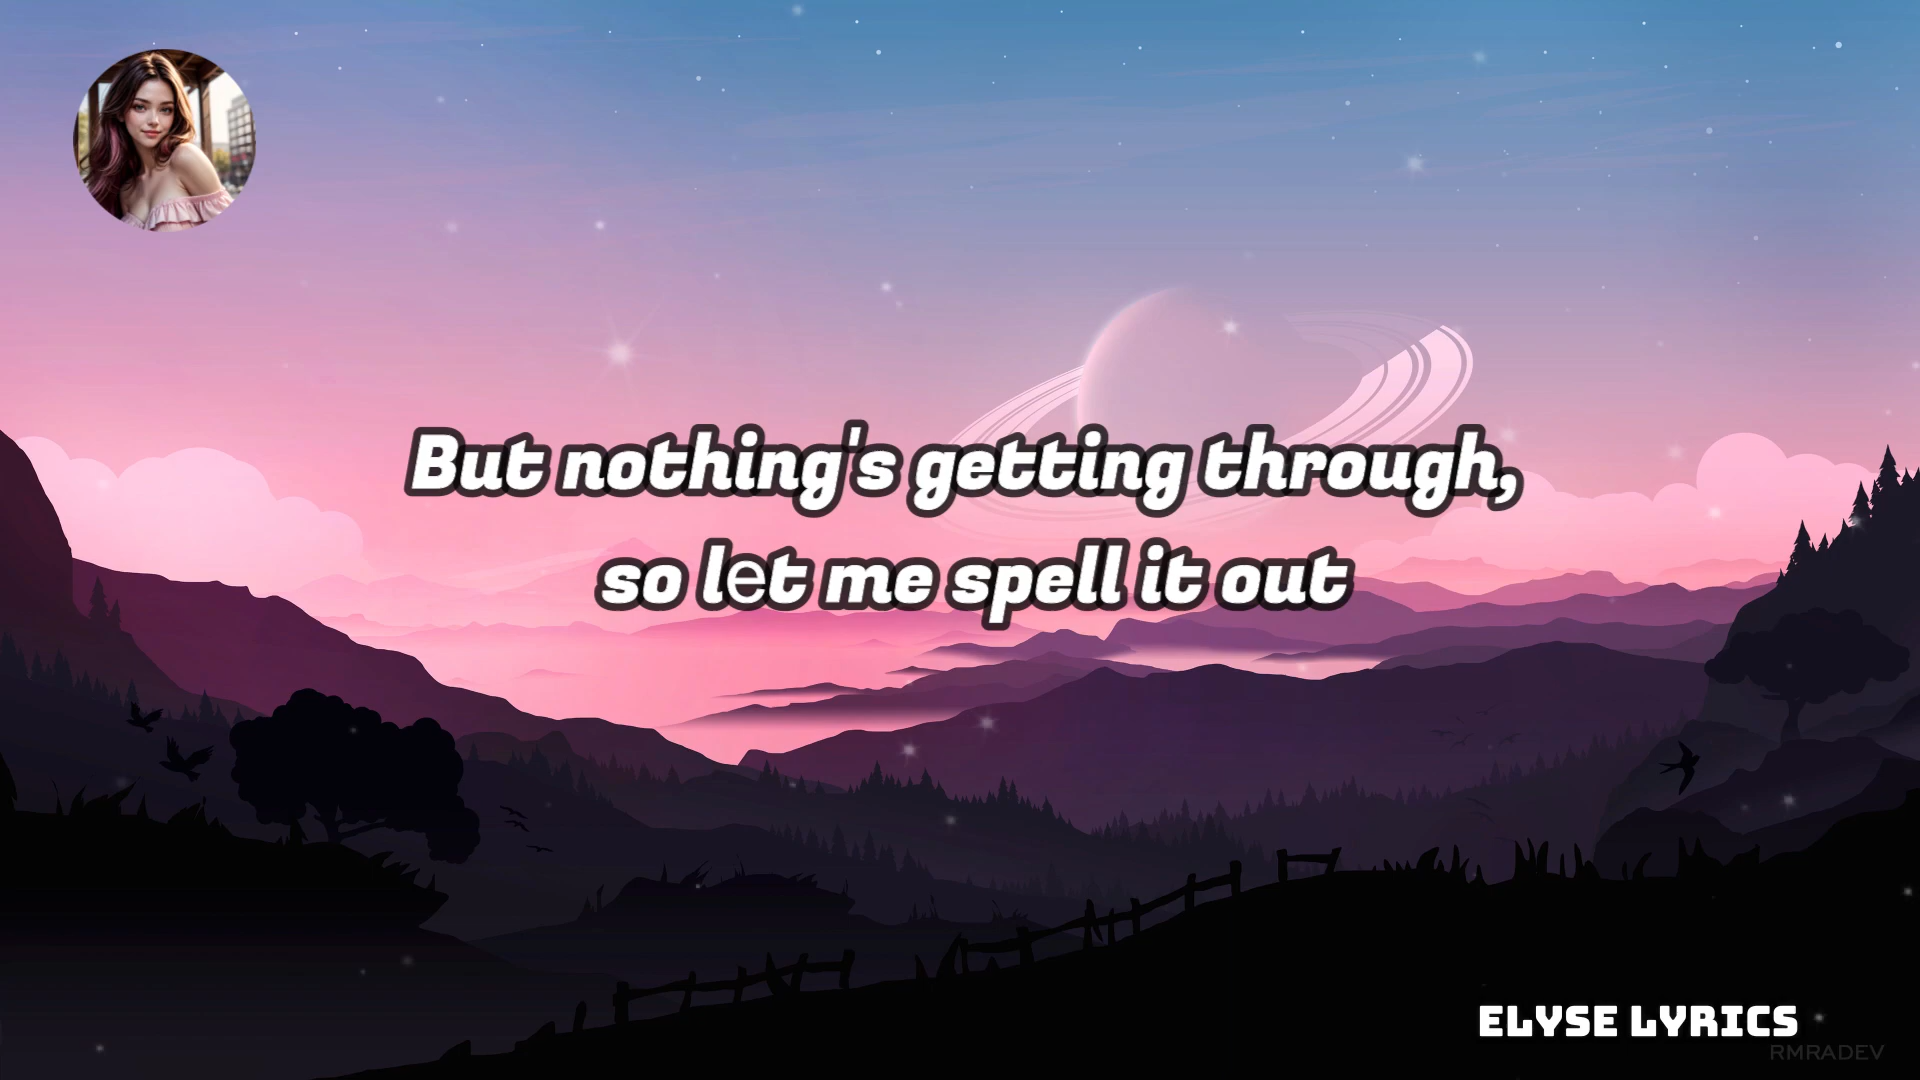 But nothing's getting through,
so let me spell it out
ELYSE LYRICS
RMRADEV